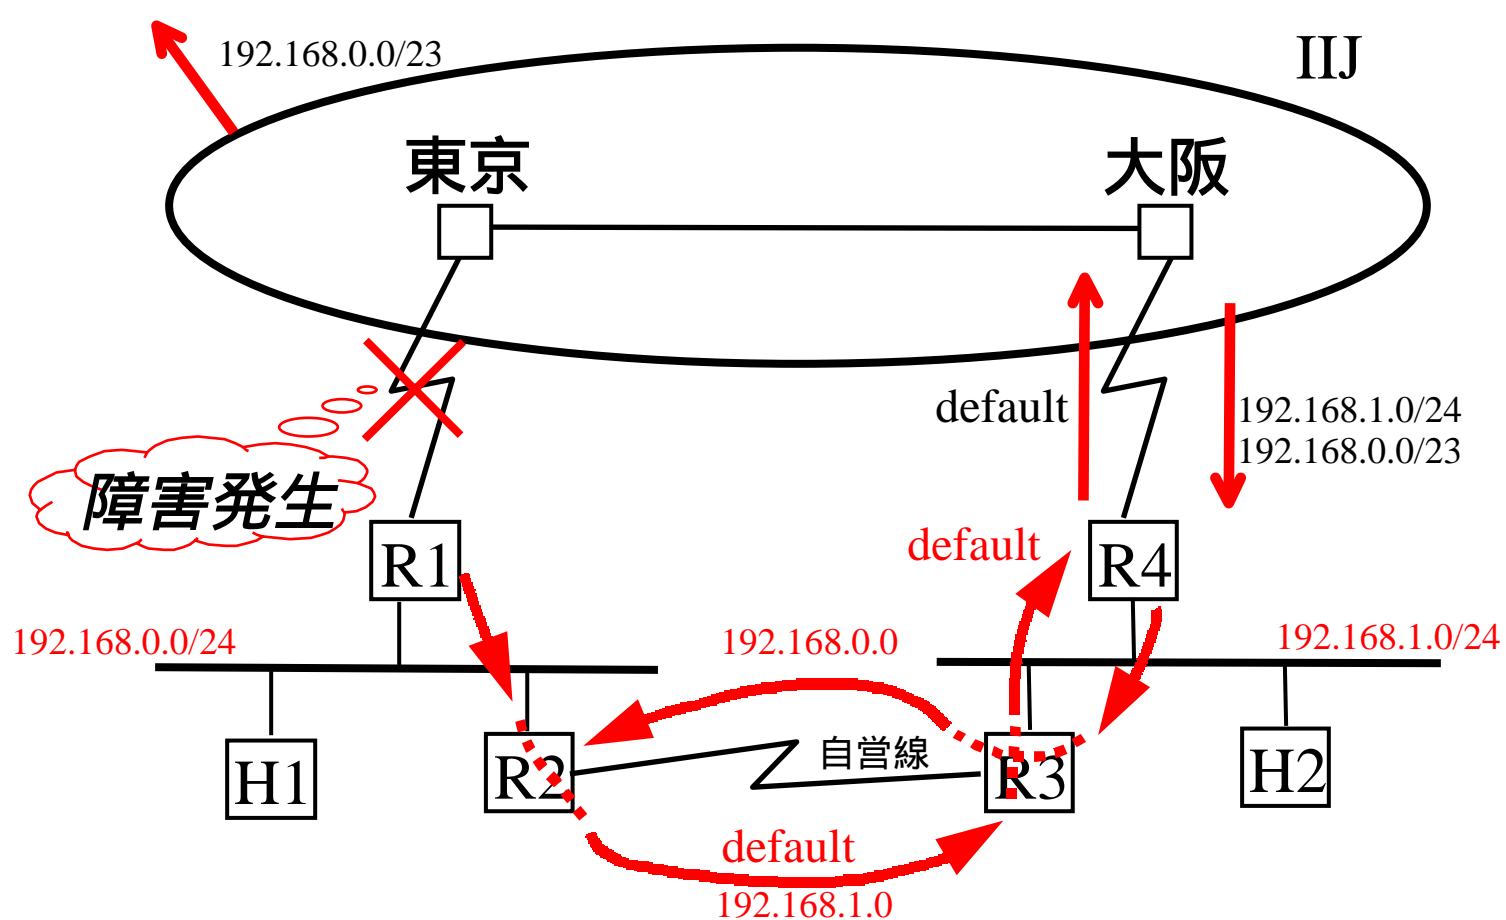 192.168.0.0/23
IIJ
東京
大阪
default
192.168.1.0/24
192.168.0.0/23
障害発生
R1
default
R4
192.168.0.0/24
192.168.0.0
192.168.1.0/24
自営線
H1
R2
R3
H2
default
192.168.1.0